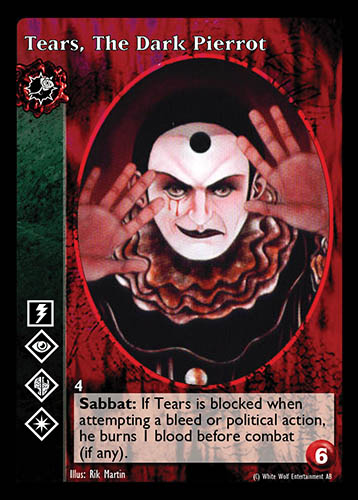 Tears, The Dark Pierrot
4
Sabbat: If Tears is blocked when
attempting a bleed or political action,
he burns 1 blood before combat
(if any).
6
Illus: Rik Martin
(C) White Wolf Entertainment AB